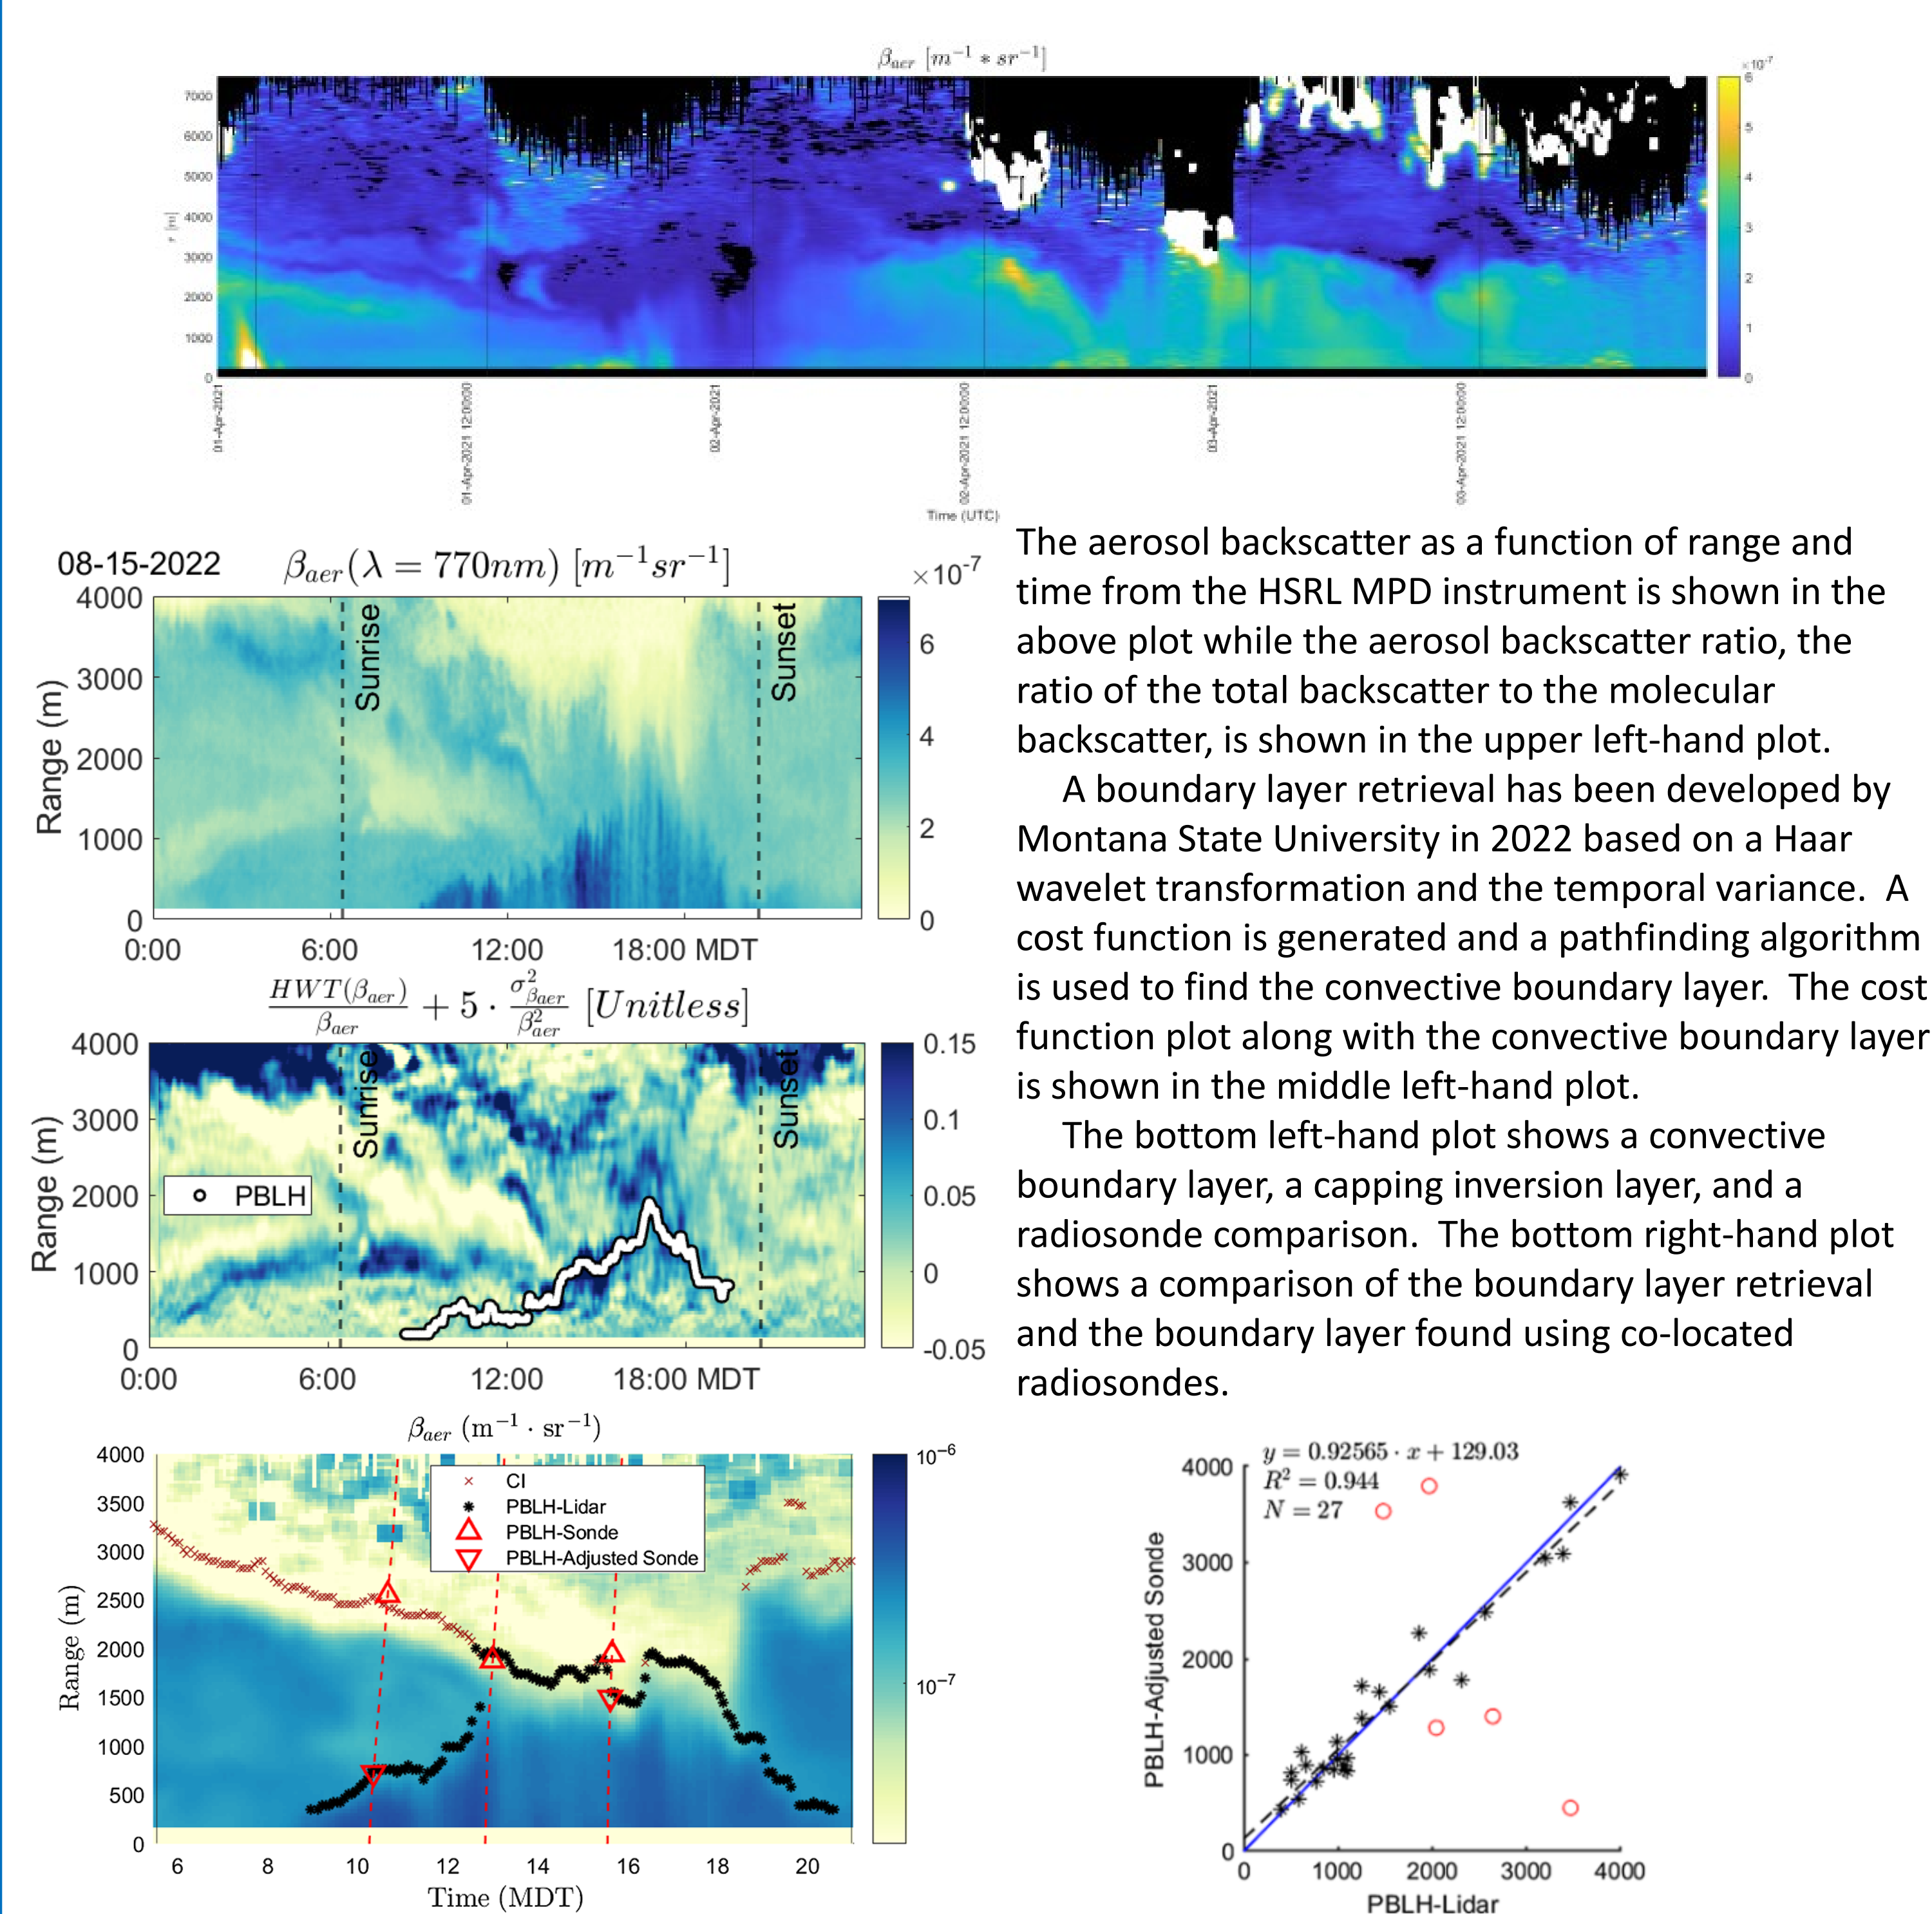 β_aer [m⁻¹ * sr⁻¹]
×10⁻⁷
7000
6000
5000
4000
3000
2000
1000
0
r [m]
6
5
4
3
2
1
0
01-Apr-2021
01-Apr-2021 12:00:00
02-Apr-2021
02-Apr-2021 12:00:00
03-Apr-2021
03-Apr-2021 12:00:00
Time (UTC)
08-15-2022
β_aer(λ = 770nm) [m⁻¹sr⁻¹]
×10⁻⁷
4000
3000
2000
1000
0
Range (m)
Sunrise
Sunset
6
4
2
0
0:00 6:00 12:00 18:00 MDT
HWT(β_aer)/β_aer + 5 · σ²_β_aer/β²_aer [Unitless]
4000
3000
2000
1000
0
Range (m)
Sunrise
Sunset
PBLH
0.15
0.1
0.05
0
-0.05
0:00 6:00 12:00 18:00 MDT
The aerosol backscatter as a function of range and
time from the HSRL MPD instrument is shown in the
above plot while the aerosol backscatter ratio, the
ratio of the total backscatter to the molecular
backscatter, is shown in the upper left-hand plot.
A boundary layer retrieval has been developed by
Montana State University in 2022 based on a Haar
wavelet transformation and the temporal variance. A
cost function is generated and a pathfinding algorithm
is used to find the convective boundary layer. The cost
function plot along with the convective boundary layer
is shown in the middle left-hand plot.
The bottom left-hand plot shows a convective
boundary layer, a capping inversion layer, and a
radiosonde comparison. The bottom right-hand plot
shows a comparison of the boundary layer retrieval
and the boundary layer found using co-located
radiosondes.
β_aer (m⁻¹ · sr⁻¹)
4000
3500
3000
2500
2000
1500
1000
500
0
Range (m)
CI
PBLH-Lidar
PBLH-Sonde
PBLH-Adjusted Sonde
10⁻⁶
10⁻⁷
6 8 10 12 14 16 18 20
Time (MDT)
y = 0.92565 · x + 129.03
R² = 0.944
N = 27
4000
3000
2000
1000
0
PBLH-Adjusted Sonde
0 1000 2000 3000 4000
PBLH-Lidar